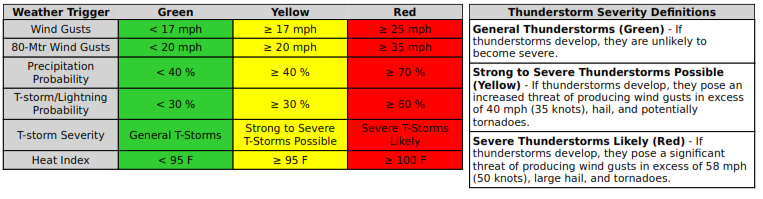 Weather Trigger Green Yellow Red
Wind Gusts < 17 mph ≥ 17 mph ≥ 25 mph
80-Mtr Wind Gusts < 20 mph ≥ 20 mph ≥ 35 mph
Precipitation
Probability < 40 % ≥ 40 % ≥ 70 %
T-storm/Lightning
Probability < 30 % ≥ 30 % ≥ 60 %
T-storm Severity General T-Storms Strong to Severe
T-Storms Possible Severe T-Storms
Likely
Heat Index < 95 F ≥ 95 F ≥ 100 F
Thunderstorm Severity Definitions
General Thunderstorms (Green) - If
thunderstorms develop, they are unlikely to
become severe.
Strong to Severe Thunderstorms Possible
(Yellow) - If thunderstorms develop, they pose an
increased threat of producing wind gusts in excess
of 40 mph (35 knots), hail, and potentially
tornadoes.
Severe Thunderstorms Likely (Red) - If
thunderstorms develop, they pose a significant
threat of producing wind gusts in excess of 58 mph
(50 knots), large hail, and tornadoes.